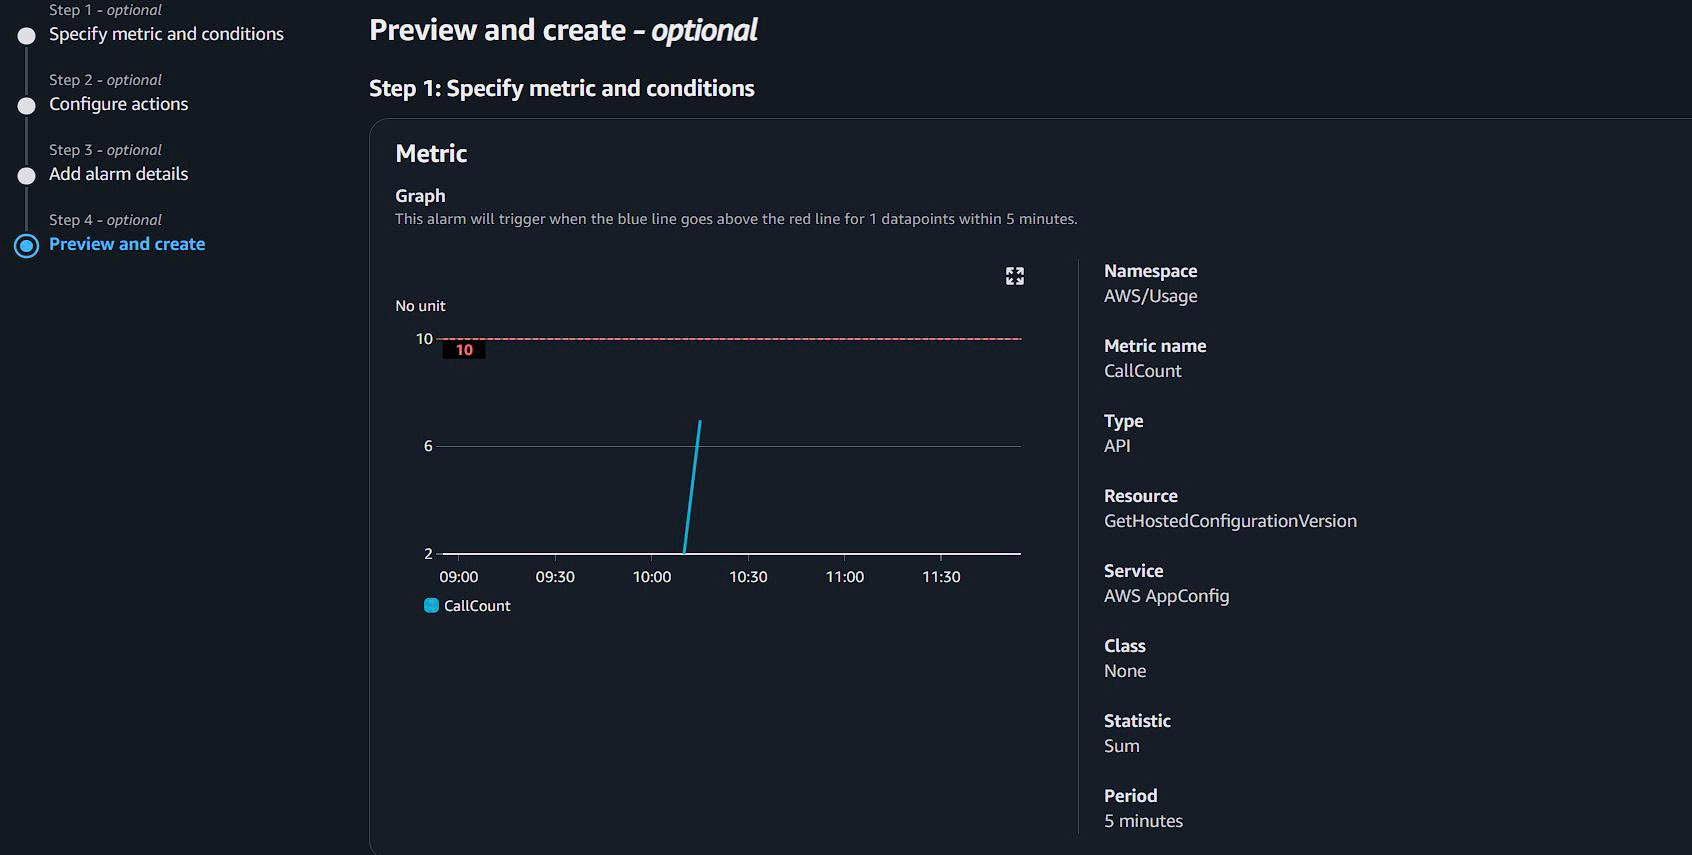 Step 1 - optional
Specify metric and conditions
Step 2 - optional
Configure actions
Step 3 - optional
Add alarm details
Step 4 - optional
Preview and create
Preview and create - optional
Step 1: Specify metric and conditions
Metric
Graph
This alarm will trigger when the blue line goes above the red line for 1 datapoints within 5 minutes.
No unit
10
10
6
2
09:00 09:30 10:00 10:30 11:00 11:30
CallCount
Namespace
AWS/Usage
Metric name
CallCount
Type
API
Resource
GetHostedConfigurationVersion
Service
AWS AppConfig
Class
None
Statistic
Sum
Period
5 minutes